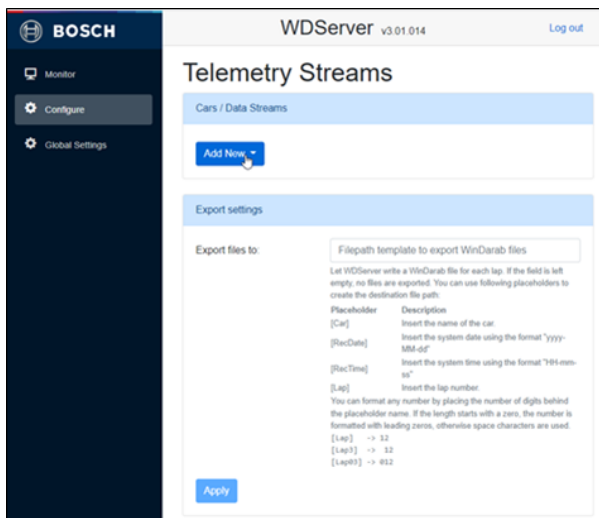 BOSCH
WDServer v3.01.014
Log out
Monitor
Configure
Global Settings
Telemetry Streams
Cars / Data Streams
Add New
Export settings
Export files to:
Filepath template to export WinDarab files
Let WDServer write a WinDarab file for each lap. If the field is left
empty, no files are exported. You can use following placeholders to
create the destination file path:
Placeholder Description
[Car] Insert the name of the car.
[RecDate] Insert the system date using the format "yyyy-
MM-dd"
[RecTime] Insert the system time using the format "HH-mm-
ss"
[Lap] Insert the lap number.
You can format any number by placing the number of digits behind
the placeholder name. If the length starts with a zero, the number is
formatted with leading zeros, otherwise space characters are used.
[Lap] -> 12
[Lap3] ->  12
[Lap03] -> 012
Apply